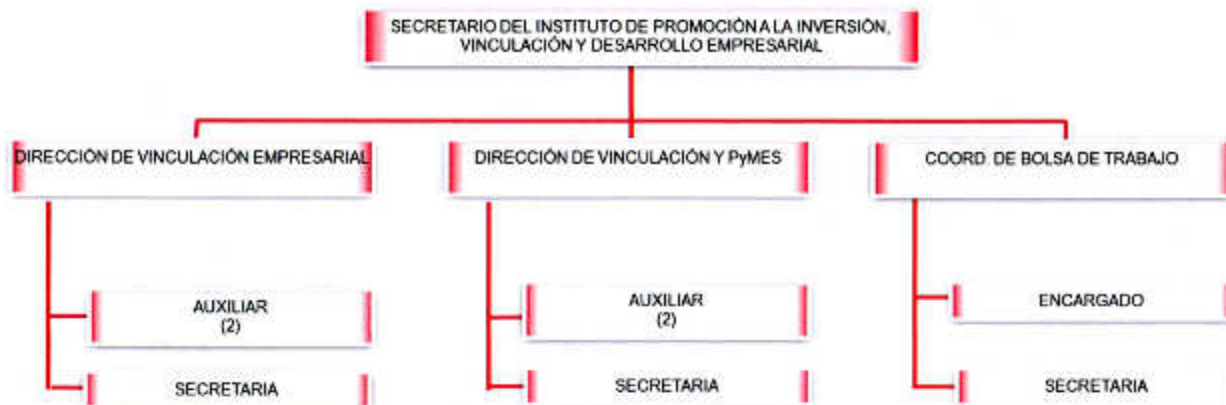 SECRETARIO DEL INSTITUTO DE PROMOCIÓN A LA INVERSIÓN,
VINCULACIÓN Y DESARROLLO EMPRESARIAL
DIRECCIÓN DE VINCULACIÓN EMPRESARIAL
DIRECCIÓN DE VINCULACIÓN Y PyMES
COORD. DE BOLSA DE TRABAJO
AUXILIAR
(2)
AUXILIAR
(2)
ENCARGADO
SECRETARIA
SECRETARIA
SECRETARIA